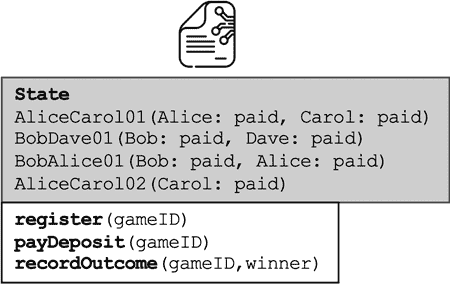 State
AliceCarol01(Alice: paid, Carol: paid)
BobDave01(Bob: paid, Dave: paid)
BobAlice01(Bob: paid, Alice: paid)
AliceCarol02(Carol: paid)
register(gameID)
payDeposit(gameID)
recordOutcome(gameID,winner)